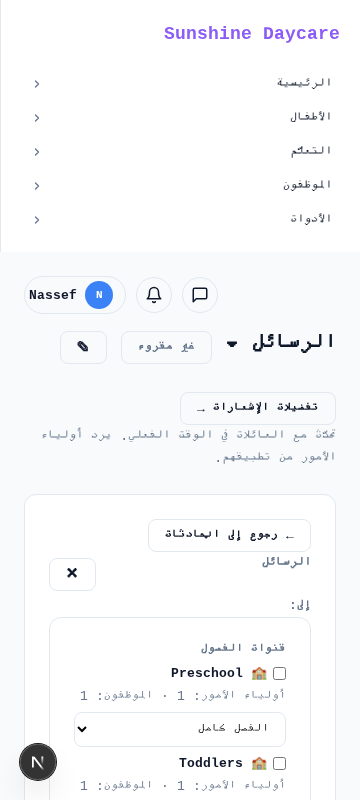 Sunshine Daycare
الرئيسية
الأطفال
التعلّم
الموظفون
الأدوات
Nassef N
الرسائل
غير مقروء
تفضيلات الإشعارات →
تحدّث مع العائلات في الوقت الفعلي. يرد أولياء
الأمور من تطبيقهم.
← رجوع إلى المحادثات
الرسائل
إلى:
قنوات الفصول
🏫 Preschool
أولياء الأمور: 1 · الموظفون: 1
الفصل كامل
🏫 Toddlers
أولياء الأمور: 1 · الموظفون: 1
N